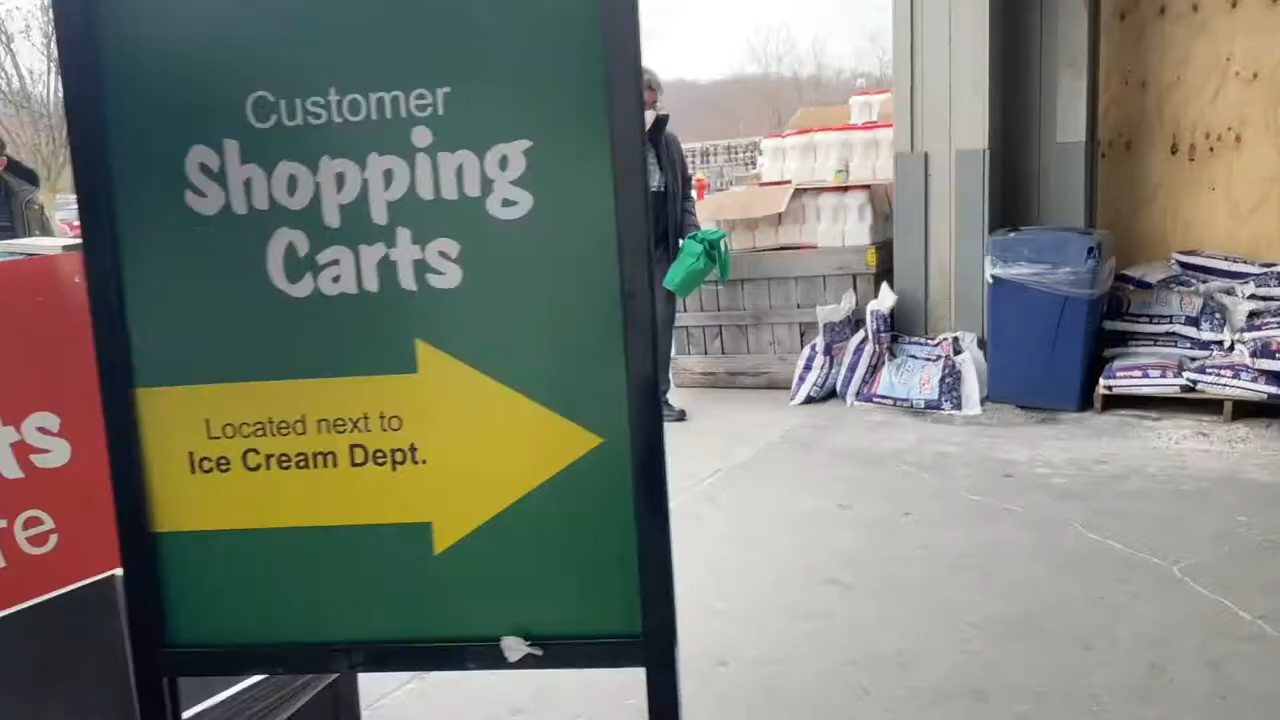 Customer
Shopping
Carts
Located next to
Ice Cream Dept.
ts
re